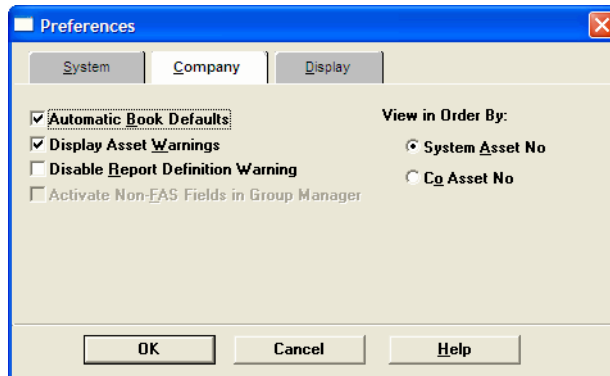 Preferences
System Company Display
Automatic Book Defaults
Display Asset Warnings
Disable Report Definition Warning
Activate Non-FAS Fields in Group Manager
View in Order By:
System Asset No
Co Asset No
OK Cancel Help